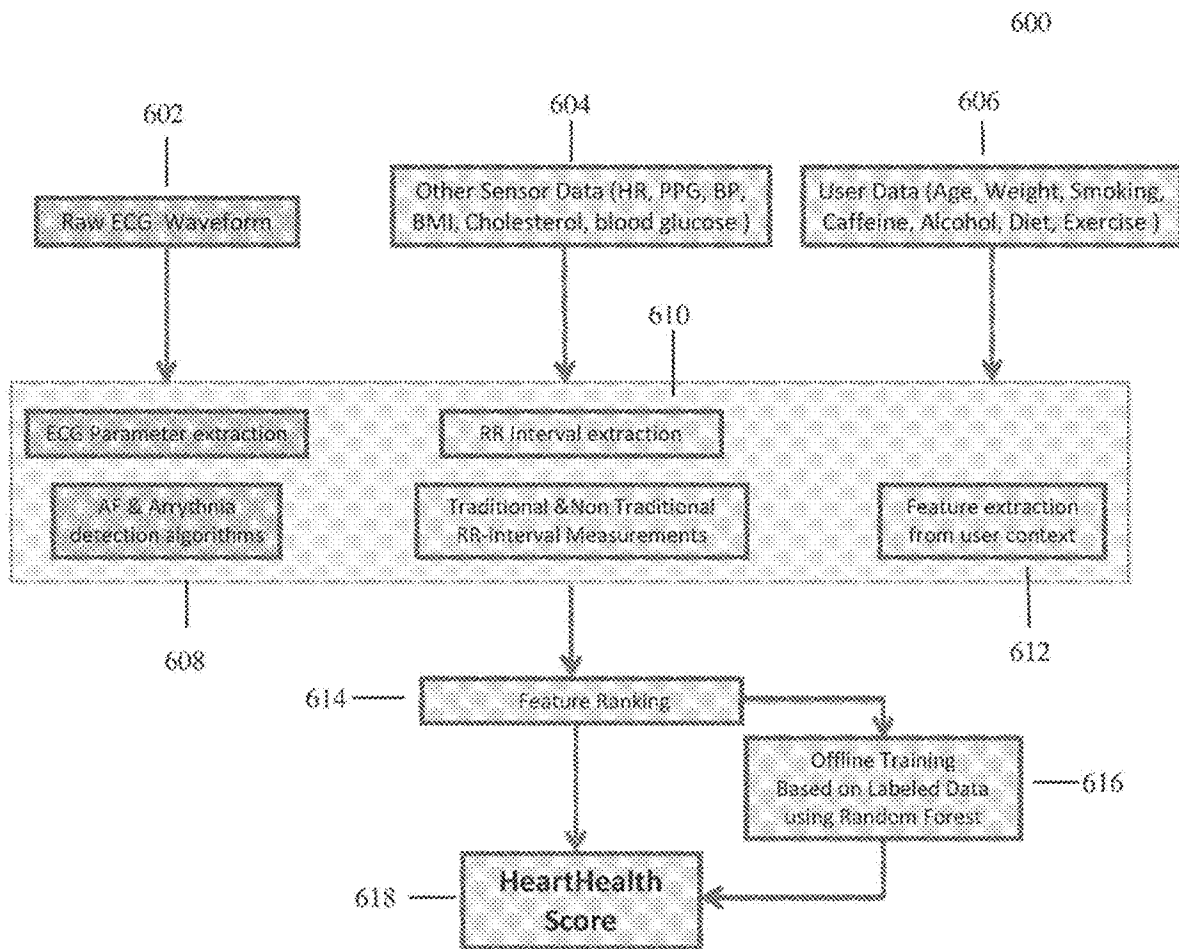 600
602
604
606
Raw ECG Waveform
Other Sensor Data (HR, PPG, BP,
BMI, Cholesterol, blood glucose )
User Data (Age, Weight, Smoking,
Caffeine, Alcohol, Diet, Exercise )
610
ECG Parameter extraction
RR Interval extraction
AF & Arrythnia
detection algorithms
Traditional &Non Traditional
RR-Interval Measurements
Feature extraction
from user context
608
612
614
Feature Ranking
Offline Training
Based on Labeled Data
using Random Forest
616
618
HeartHealth
Score